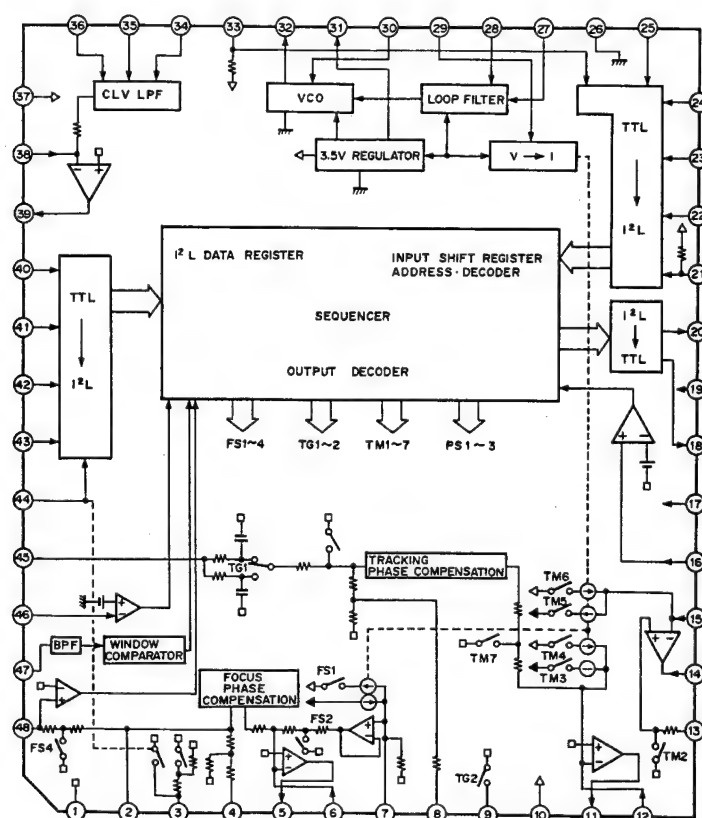 36 35 34 33 32 31 30 29 28 27 26 25
37
CLV LPF
VCO
LOOP FILTER
24
TTL
38
3.5V REGULATOR
V → I
23
- +
39
I²L
22
I²L DATA REGISTER
INPUT SHIFT REGISTER
ADDRESS·DECODER
21
40
TTL
SEQUENCER
I²L
20
41
TTL
42
I²L
OUTPUT DECODER
19
43
18
+ -
FS1~4
TG1~2
TM1~7
PS1~3
44
17
45
TG1
TRACKING
PHASE COMPENSATION
16
TM6
46
+
-
TM5
15
47
BPF
WINDOW
COMPARATOR
TM7
TM4
+ -
TM3
14
-
+
FOCUS
PHASE
COMPENSATION
FS1
48
FS4
FS2
+
-
TM2
13
-
+
TG2
+
-
1 2 3 4 5 6 7 8 9 10 11 12